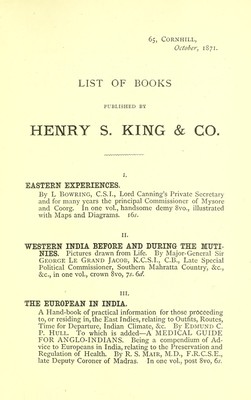 65, CORNHILL,
October, 1871.
LIST OF BOOKS
PUBLISHED BY
HENRY S. KING & CO.
I.
EASTERN EXPERIENCES.
By L BOWRING, C.S.I., Lord Canning's Private Secretary
and for many years the principal Commissioner of Mysore
and Coorg. In one vol., handsome demy 8vo., illustrated
with Maps and Diagrams. 16s.
II.
WESTERN INDIA BEFORE AND DURING THE MUTI-
NIES. Pictures drawn from Life. By Major-General Sir
GEORGE LE GRAND JACOB, K.C.S.I., C.B., Late Special
Political Commissioner, Southern Mahratta Country, &c.,
&c., in one vol., crown 8vo, 7s. 6d.
III.
THE EUROPEAN IN INDIA.
A Hand-book of practical information for those proceeding
to, or residing in, the East Indies, relating to Outfits, Routes,
Time for Departure, Indian Climate, &c. By EDMUND C.
P. HULL. To which is added—A MEDICAL GUIDE
FOR ANGLO-INDIANS. Being a compendium of Ad-
vice to Europeans in India, relating to the Preservation and
Regulation of Health. By R. S. MAIR, M.D., F.R.C.S.E.,
late Deputy Coroner of Madras. In one vol., post 8vo, 6s.